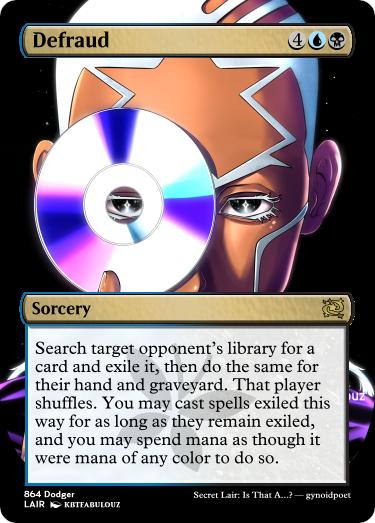 Defraud 4
Sorcery
Search target opponent's library for a
card and exile it, then do the same for
their hand and graveyard. That player
shuffles. You may cast spells exiled this
way for as long as they remain exiled,
and you may spend mana as though it
were mana of any color to do so.
864 Dodger
LAIR KBTFABULOUZ
Secret Lair: Is That A...? — gynoidpoet